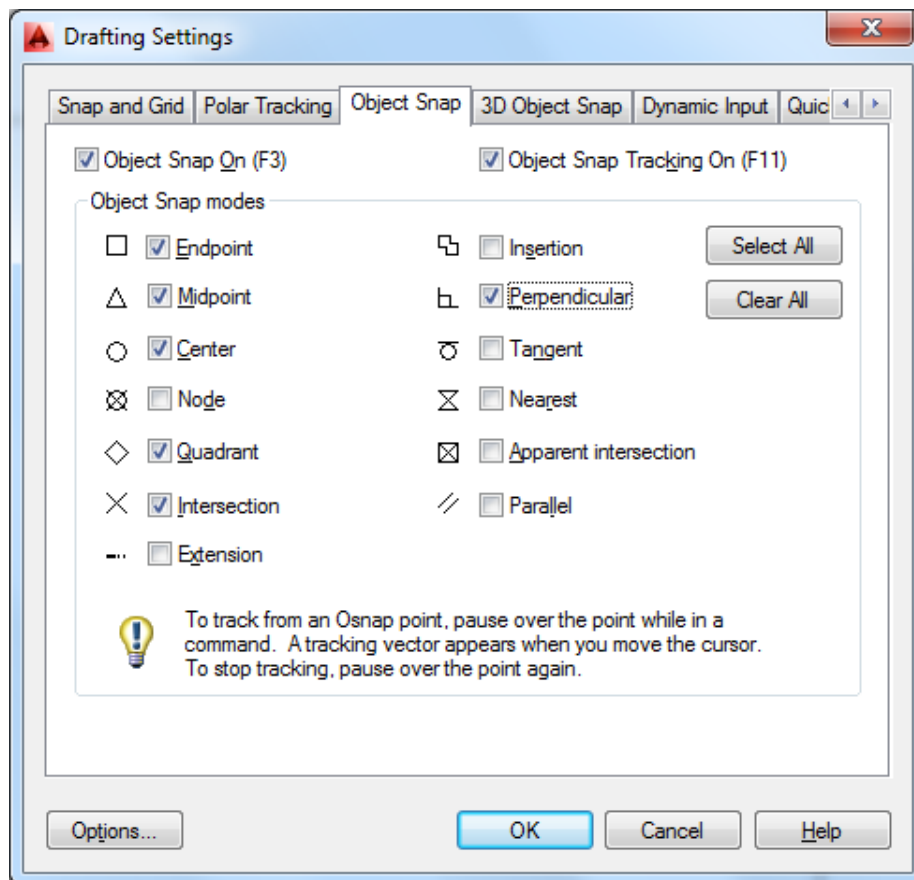 Drafting Settings
Snap and Grid Polar Tracking Object Snap 3D Object Snap Dynamic Input Quic
Object Snap On (F3) Object Snap Tracking On (F11)
Object Snap modes
Endpoint Insertion Select All
Midpoint Perpendicular Clear All
Center Tangent
Node Nearest
Quadrant Apparent intersection
Intersection Parallel
Extension
To track from an Osnap point, pause over the point while in a
command. A tracking vector appears when you move the cursor.
To stop tracking, pause over the point again.
Options... OK Cancel Help